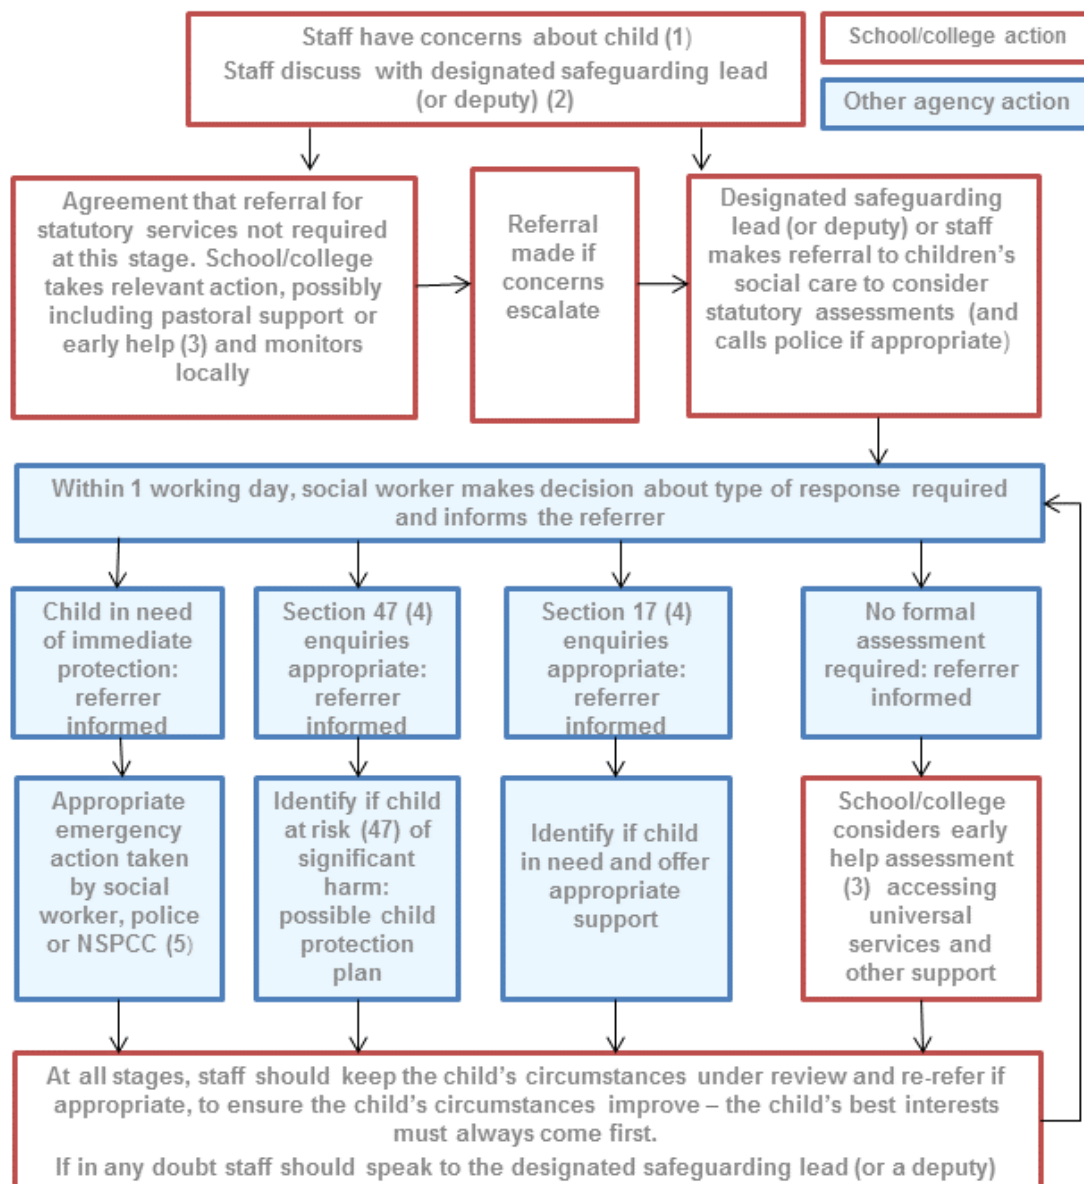 Staff have concerns about child (1)
Staff discuss with designated safeguarding lead
(or deputy) (2)
School/college action
Other agency action
Agreement that referral for
statutory services not required
at this stage. School/college
takes relevant action, possibly
including pastoral support or
early help (3) and monitors
locally
Referral
made if
concerns
escalate
Designated safeguarding
lead (or deputy) or staff
makes referral to children's
social care to consider
statutory assessments (and
calls police if appropriate)
Within 1 working day, social worker makes decision about type of response required
and informs the referrer
Child in need
of immediate
protection:
referrer
informed
Section 47 (4)
enquiries
appropriate:
referrer
informed
Section 17 (4)
enquiries
appropriate:
referrer
informed
No formal
assessment
required: referrer
informed
Appropriate
emergency
action taken
by social
worker, police
or NSPCC (5)
Identify if child
at risk (47) of
significant
harm:
possible child
protection
plan
Identify if child
in need and offer
appropriate
support
School/college
considers early
help assessment
(3) accessing
universal
services and
other support
At all stages, staff should keep the child's circumstances under review and re-refer if
appropriate, to ensure the child's circumstances improve – the child's best interests
must always come first.
If in any doubt staff should speak to the designated safeguarding lead (or a deputy)